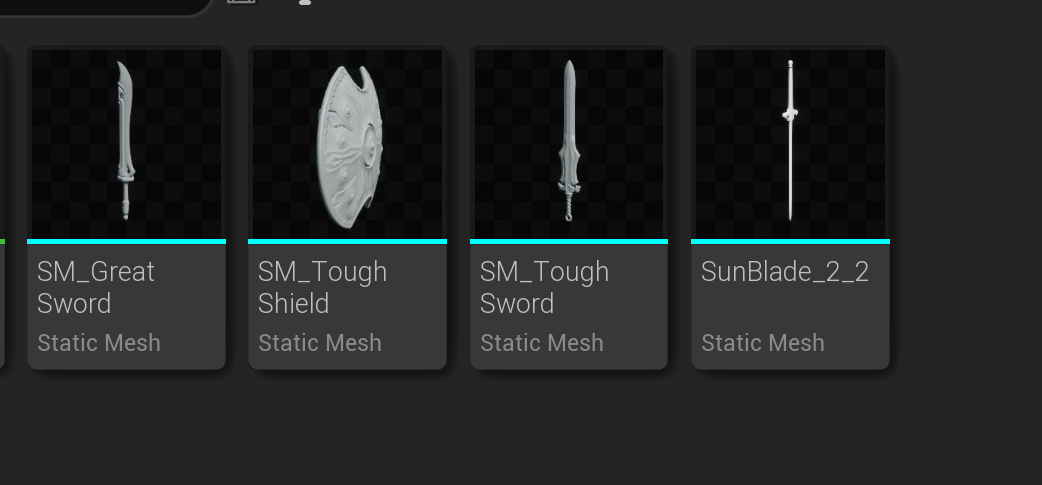 SM_Great
Sword
Static Mesh
SM_Tough
Shield
Static Mesh
SM_Tough
Sword
Static Mesh
SunBlade_2_2
Static Mesh